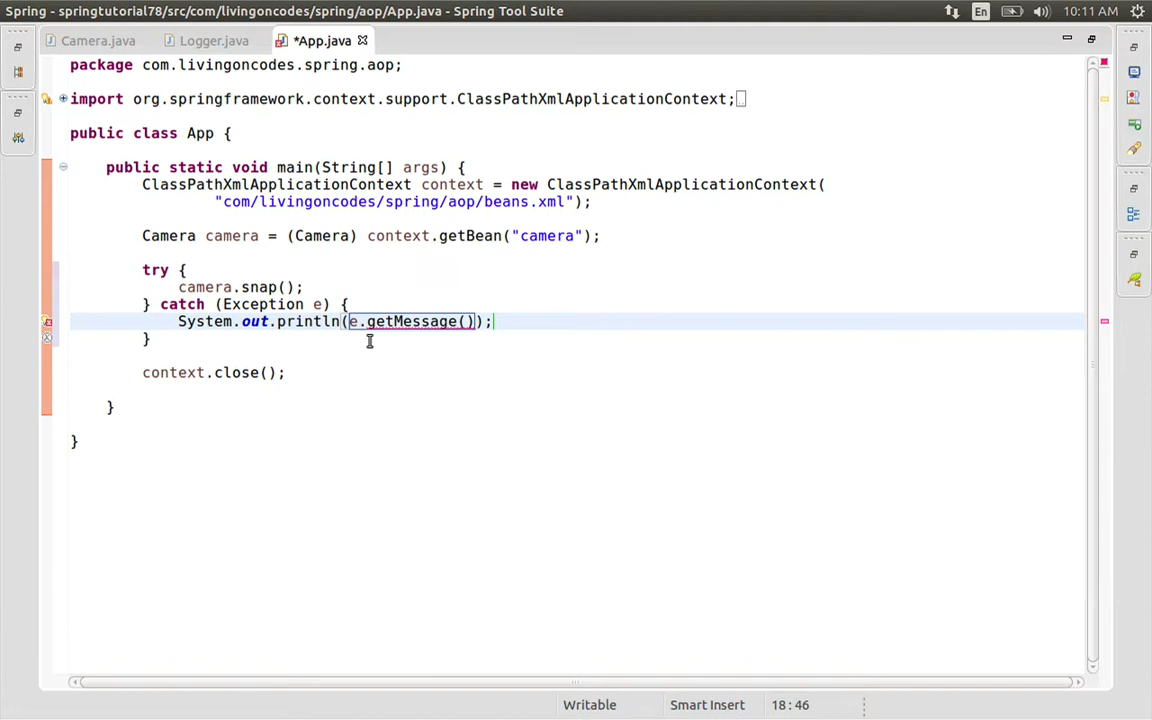 Spring - springtutorial78/src/com/livingoncodes/spring/aop/App.java - Spring Tool Suite
En
10:11 AM
Camera.java
Logger.java
*App.java
package com.livingoncodes.spring.aop;
import org.springframework.context.support.ClassPathXmlApplicationContext;
public class App {
public static void main(String[] args) {
ClassPathXmlApplicationContext context = new ClassPathXmlApplicationContext(
"com/livingoncodes/spring/aop/beans.xml");
Camera camera = (Camera) context.getBean("camera");
try {
camera.snap();
} catch (Exception e) {
System.out.println(e.getMessage());
}
context.close();
}
}
Writable
Smart Insert
18 : 46